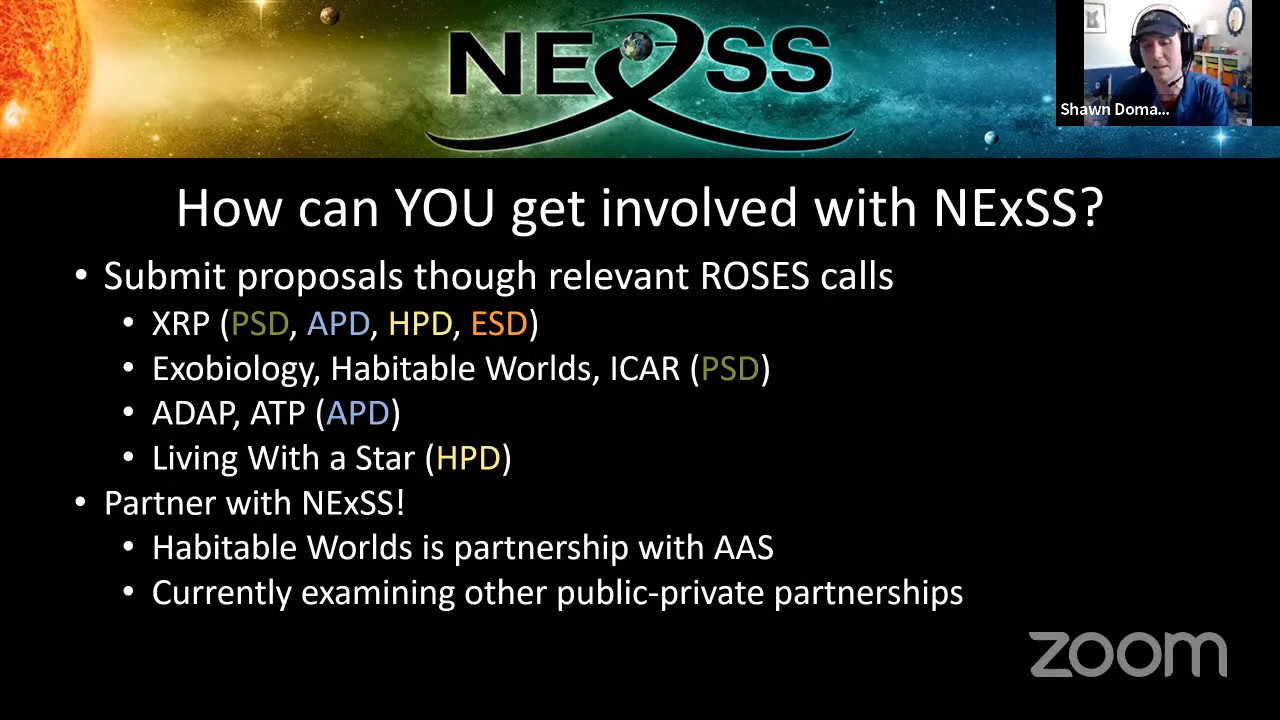 NExSS
Shawn Doma...
How can YOU get involved with NExSS?
• Submit proposals though relevant ROSES calls
• XRP (PSD, APD, HPD, ESD)
• Exobiology, Habitable Worlds, ICAR (PSD)
• ADAP, ATP (APD)
• Living With a Star (HPD)
• Partner with NExSS!
• Habitable Worlds is partnership with AAS
• Currently examining other public-private partnerships
zoom